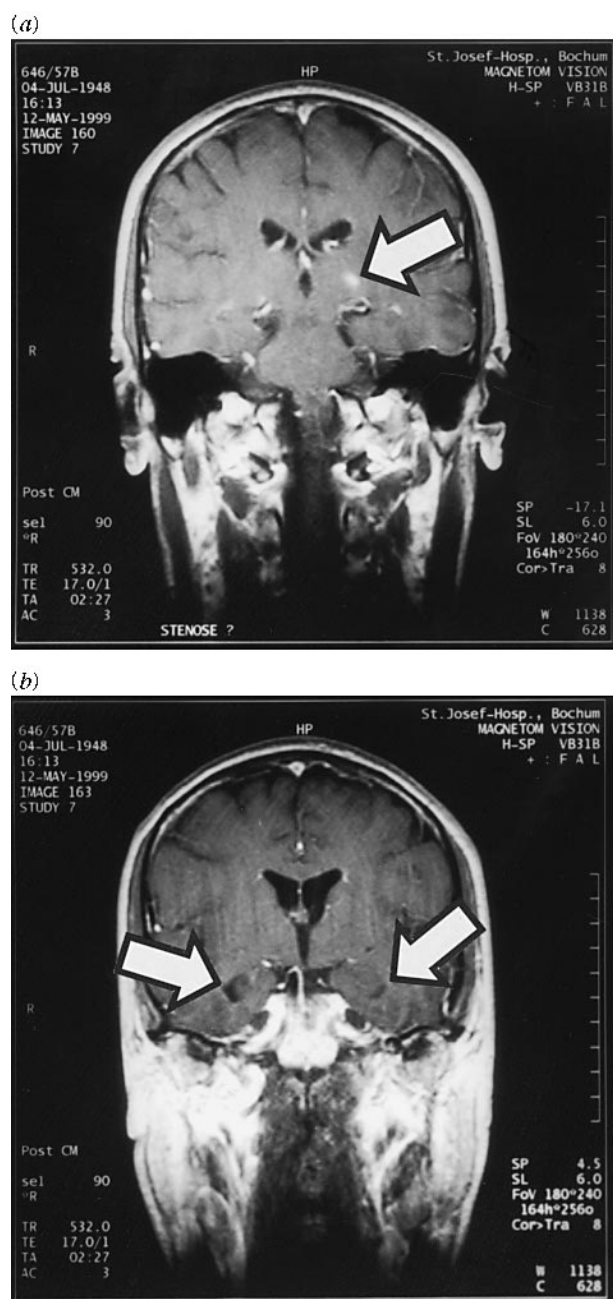 (a)
646/57B
04-JUL-1948
16:13
12-MAY-1999
IMAGE 160
STUDY 7
HP
St.Josef-Hosp., Bochum
MAGNETOM VISION
H-SP VB31B
+ : F A L
R
Post CM
sel 90
*R
TR 532.0
TE 17.0/1
TA 02:27
AC 3
STENOSE ?
SP -17.1
SL 6.0
FoV 180*240
164h*256o
Cor>Tra 8
W 1138
C 628
(b)
646/57B
04-JUL-1948
16:13
12-MAY-1999
IMAGE 163
STUDY 7
HP
St.Josef-Hosp., Bochum
MAGNETOM VISION
H-SP VB31B
+ : F A L
R
Post CM
sel 90
*R
TR 532.0
TE 17.0/1
TA 02:27
AC 3
SP 4.5
SL 6.0
FoV 180*240
164h*256o
Cor>Tra 8
W 1138
C 628